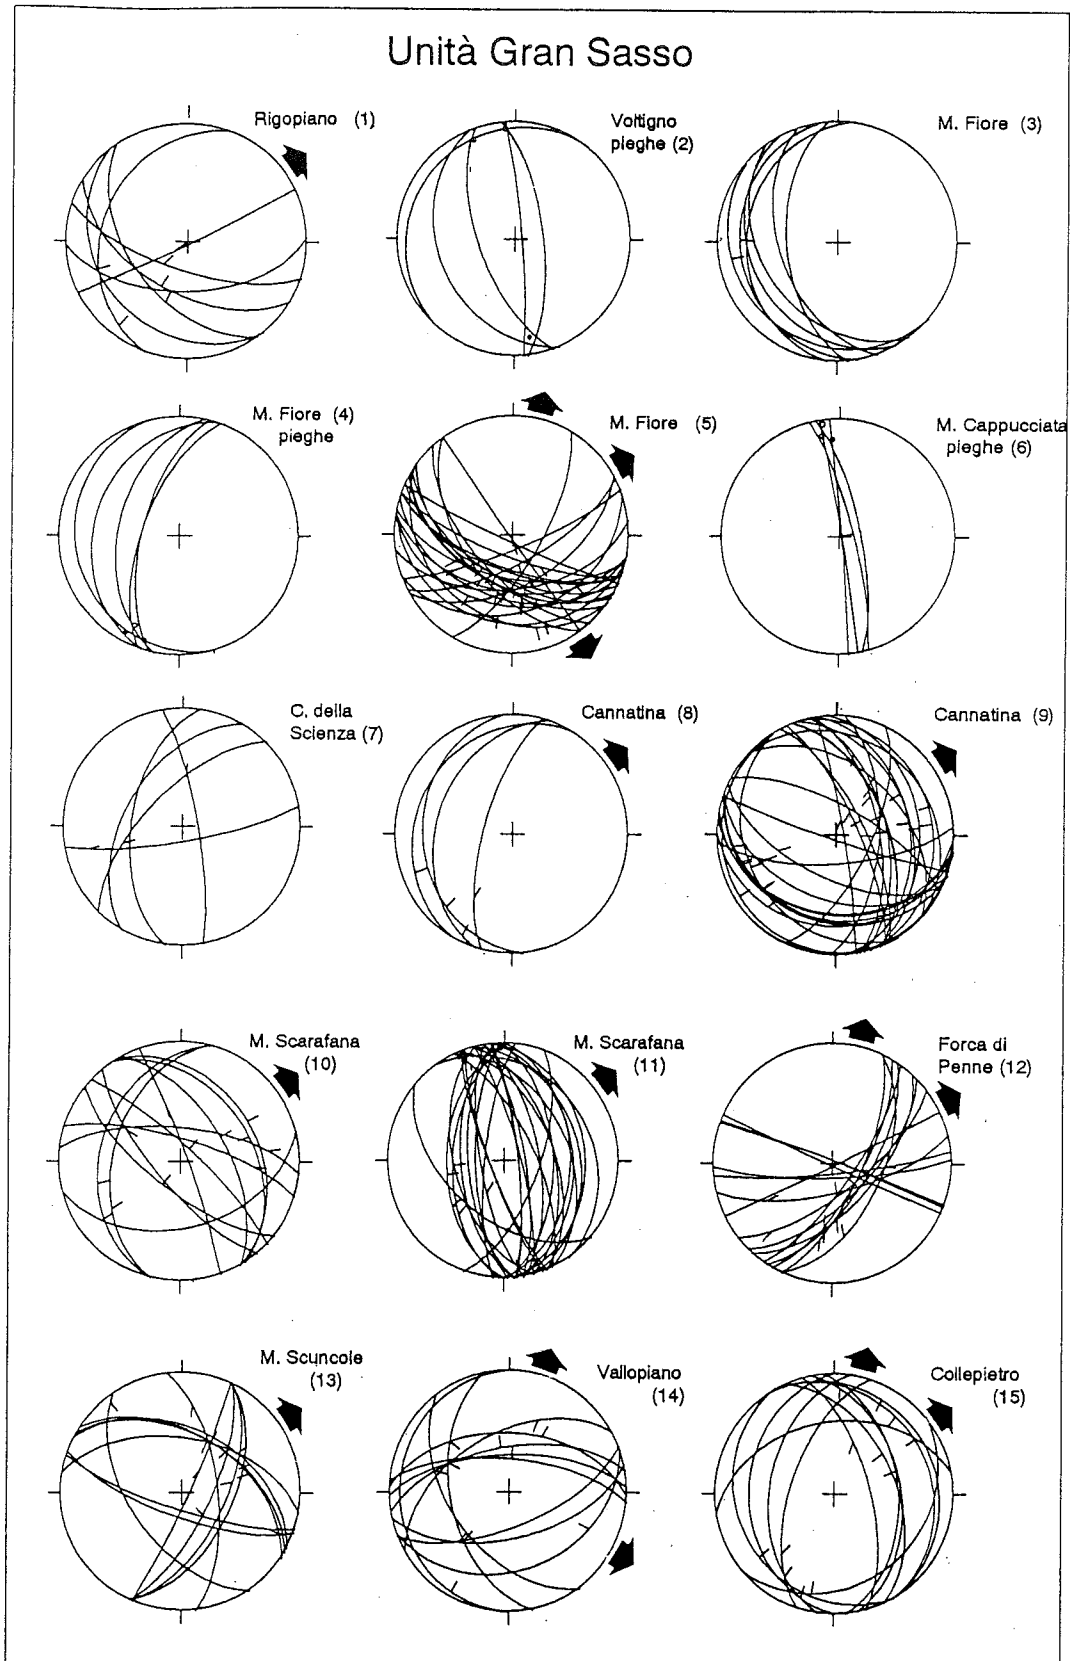 Unità Gran Sasso
Rigopiano (1)
Voltigno
pieghe (2)
M. Fiore (3)
M. Fiore (4)
pieghe
M. Fiore (5)
M. Cappucciata
pieghe (6)
C. della
Scienza (7)
Cannatina (8)
Cannatina (9)
M. Scarafana
(10)
M. Scarafana
(11)
Forca di
Penne (12)
M. Scuncole
(13)
Vallopiano
(14)
Collepietro
(15)